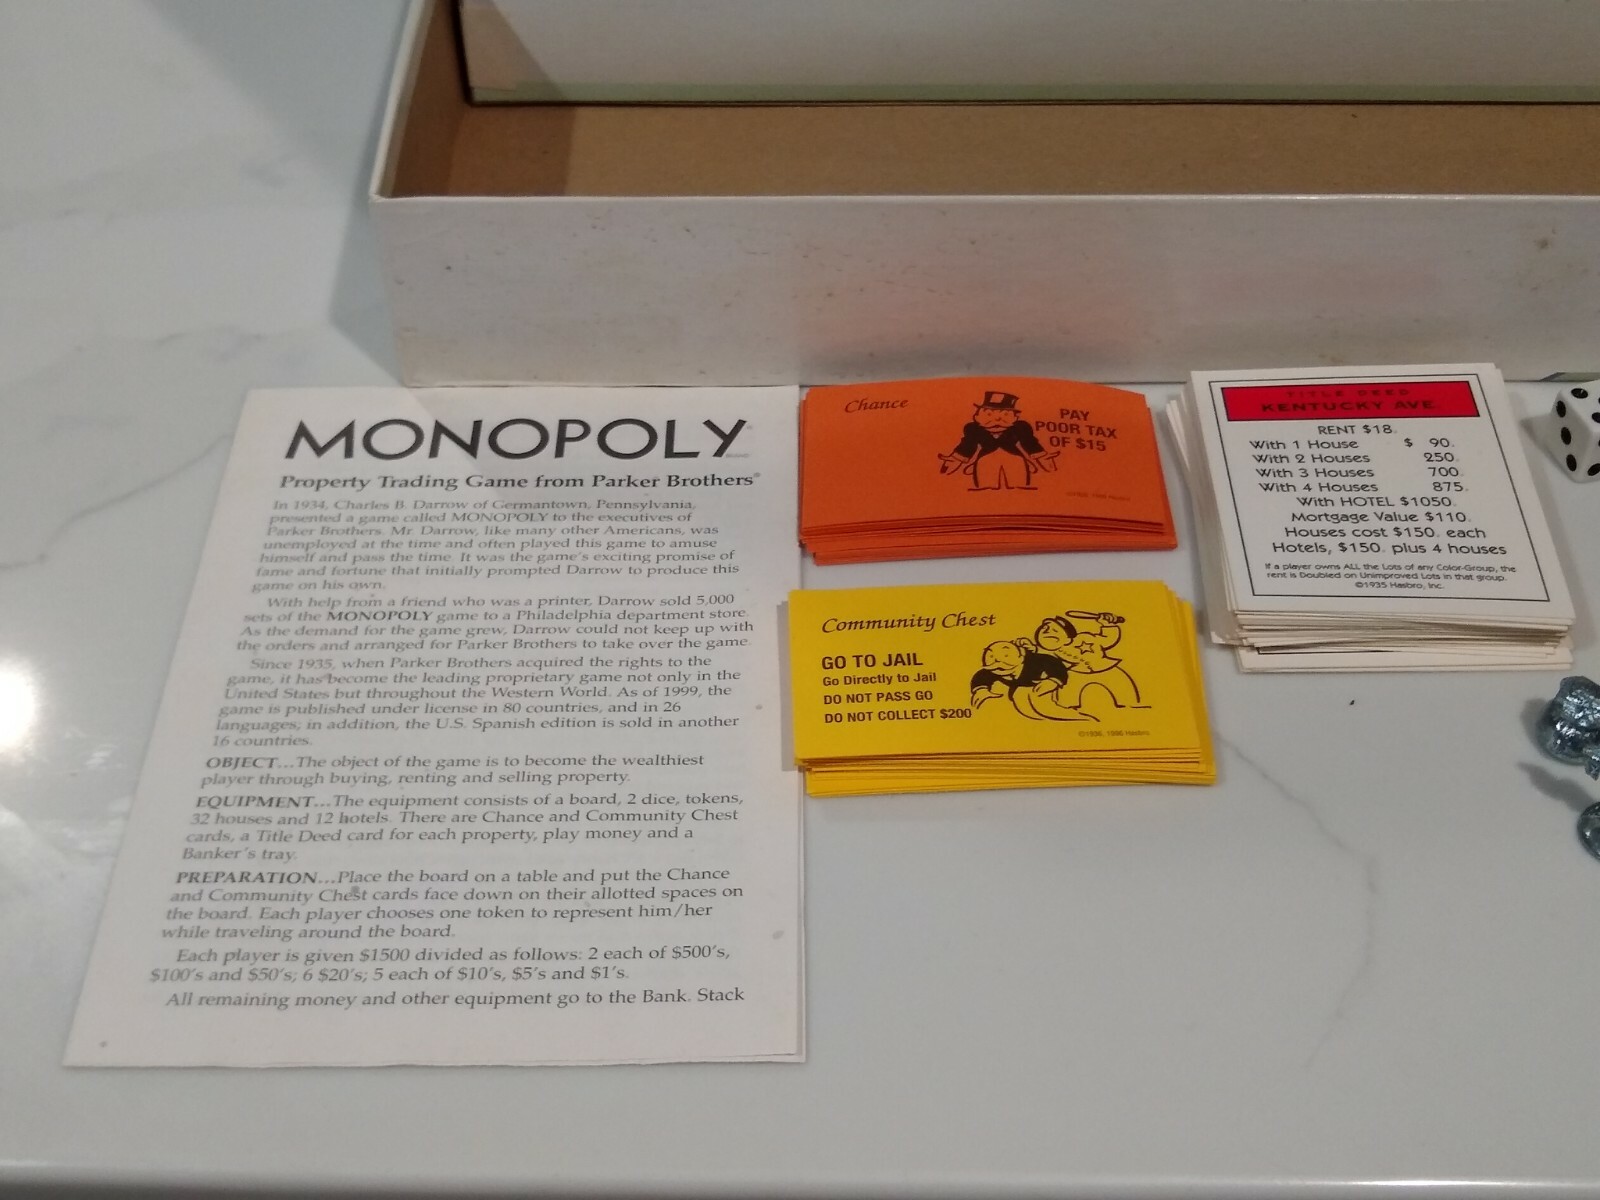 MONOPOLY
Property Trading Game from Parker Brothers®
In 1934, Charles B. Darrow of Germantown, Pennsylvania,
presented a game called MONOPOLY to the executives of
Parker Brothers. Mr. Darrow, like many other Americans, was
unemployed at the time and often played this game to amuse
himself and pass the time. It was the game's exciting promise of
fame and fortune that initially prompted Darrow to produce this
game on his own.
With help from a friend who was a printer, Darrow sold 5,000
sets of the MONOPOLY game to a Philadelphia department store.
As the demand for the game grew, Darrow could not keep up with
the orders and arranged for Parker Brothers to take over the game.
Since 1935, when Parker Brothers acquired the rights to the
game, it has become the leading proprietary game not only in the
United States but throughout the Western World. As of 1999, the
game is published under license in 80 countries, and in 26
languages; in addition, the U.S. Spanish edition is sold in another
16 countries.
OBJECT...The object of the game is to become the wealthiest
player through buying, renting and selling property.
EQUIPMENT...The equipment consists of a board, 2 dice, tokens,
32 houses and 12 hotels. There are Chance and Community Chest
cards, a Title Deed card for each property, play money and a
Banker's tray.
PREPARATION...Place the board on a table and put the Chance
and Community Chest cards face down on their allotted spaces on
the board. Each player chooses one token to represent him/her
while traveling around the board.
Each player is given $1500 divided as follows: 2 each of $500's,
$100's and $50's; 6 $20's; 5 each of $10's, $5's and $1's.
All remaining money and other equipment go to the Bank. Stack
Chance
PAY
POOR TAX
OF $15
Community Chest
GO TO JAIL
Go Directly to Jail
DO NOT PASS GO
DO NOT COLLECT $200
©1936, 1996 Hasbro
TITLE DEED
KENTUCKY AVE.
RENT $18.
With 1 House $ 90.
With 2 Houses 250.
With 3 Houses 700.
With 4 Houses 875.
With HOTEL $1050.
Mortgage Value $110.
Houses cost $150. each
Hotels, $150. plus 4 houses
If a player owns ALL the Lots of any Color-Group, the
rent is Doubled on Unimproved Lots in that group.
©1935 Hasbro, Inc.